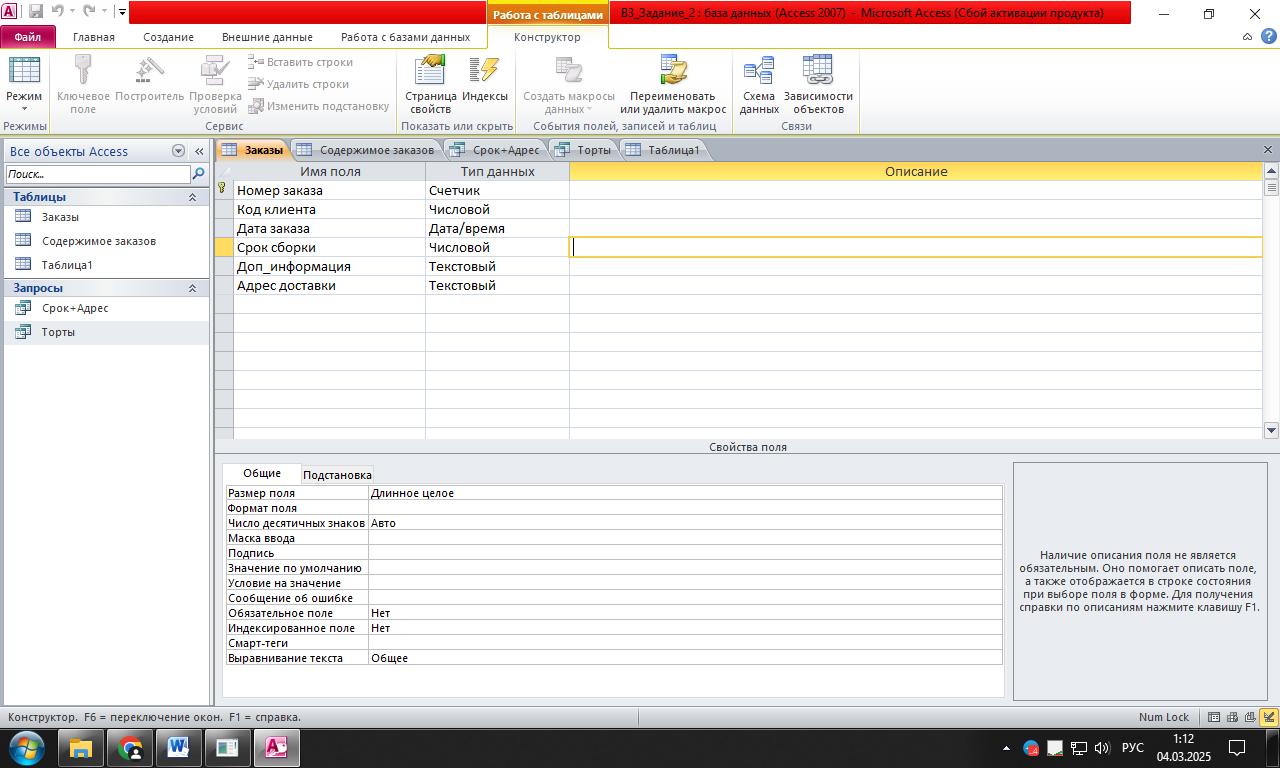 Работа с таблицами
В3_Задание_2 : база данных (Access 2007) - Microsoft Access (Сбой активации продукта)
Файл Главная Создание Внешние данные Работа с базами данных Конструктор
Режим
Ключевое поле
Построитель
Проверка условий
Вставить строки
Удалить строки
Изменить подстановку
Страница свойств
Индексы
Создать макросы данных
Переименовать или удалить макрос
Схема данных
Зависимости объектов
Режимы Сервис Показать или скрыть События полей, записей и таблиц Связи
Все объекты Access
Поиск...
Таблицы
Заказы
Содержимое заказов
Таблица1
Запросы
Срок+Адрес
Торты
Заказы Содержимое заказов Срок+Адрес Торты Таблица1
Имя поля Тип данных Описание
Номер заказа Счетчик
Код клиента Числовой
Дата заказа Дата/время
Срок сборки Числовой
Доп_информация Текстовый
Адрес доставки Текстовый
Свойства поля
Общие Подстановка
Размер поля Длинное целое
Формат поля
Число десятичных знаков Авто
Маска ввода
Подпись
Значение по умолчанию
Условие на значение
Сообщение об ошибке
Обязательное поле Нет
Индексированное поле Нет
Смарт-теги
Выравнивание текста Общее
Наличие описания поля не является
обязательным. Оно помогает описать поле,
а также отображается в строке состояния
при выборе поля в форме. Для получения
справки по описаниям нажмите клавишу F1.
Конструктор. F6 = переключение окон. F1 = справка.
Num Lock
РУС
1:12
04.03.2025